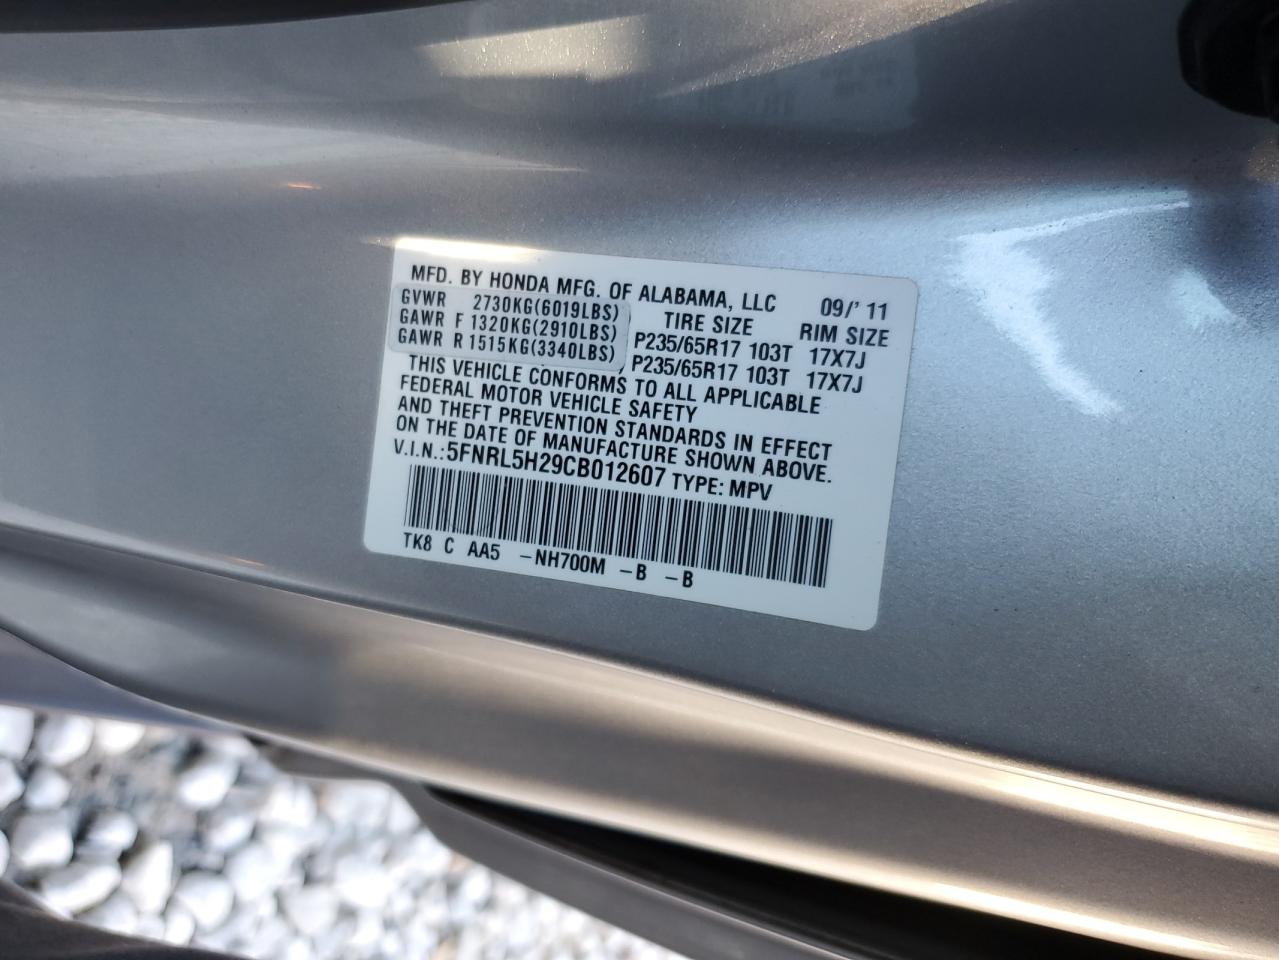 MFD. BY HONDA MFG. OF ALABAMA, LLC 09/' 11
GVWR 2730KG(6019LBS) TIRE SIZE RIM SIZE
GAWR F 1320KG(2910LBS) P235/65R17 103T 17X7J
GAWR R 1515KG(3340LBS) P235/65R17 103T 17X7J
THIS VEHICLE CONFORMS TO ALL APPLICABLE
FEDERAL MOTOR VEHICLE SAFETY
AND THEFT PREVENTION STANDARDS IN EFFECT
ON THE DATE OF MANUFACTURE SHOWN ABOVE.
V.I.N.:5FNRL5H29CB012607 TYPE: MPV
TK8 C AA5 -NH700M -B -B